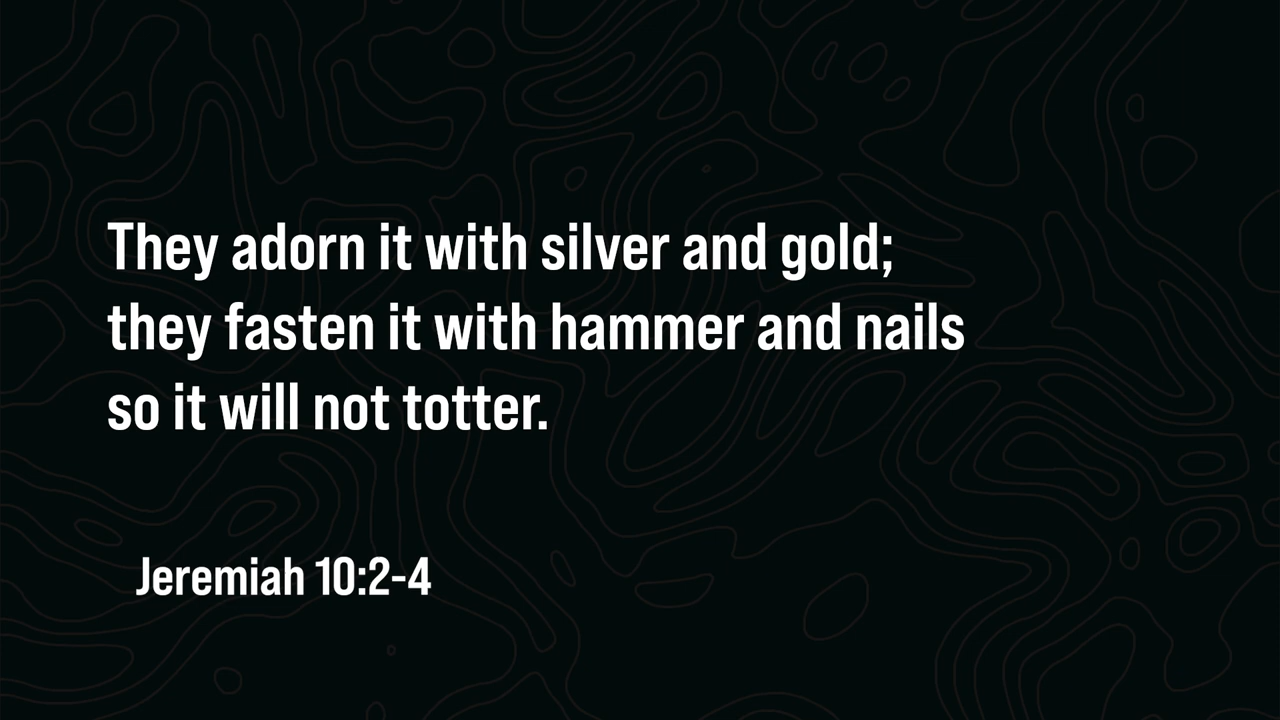 They adorn it with silver and gold;
they fasten it with hammer and nails
so it will not totter.
Jeremiah 10:2-4